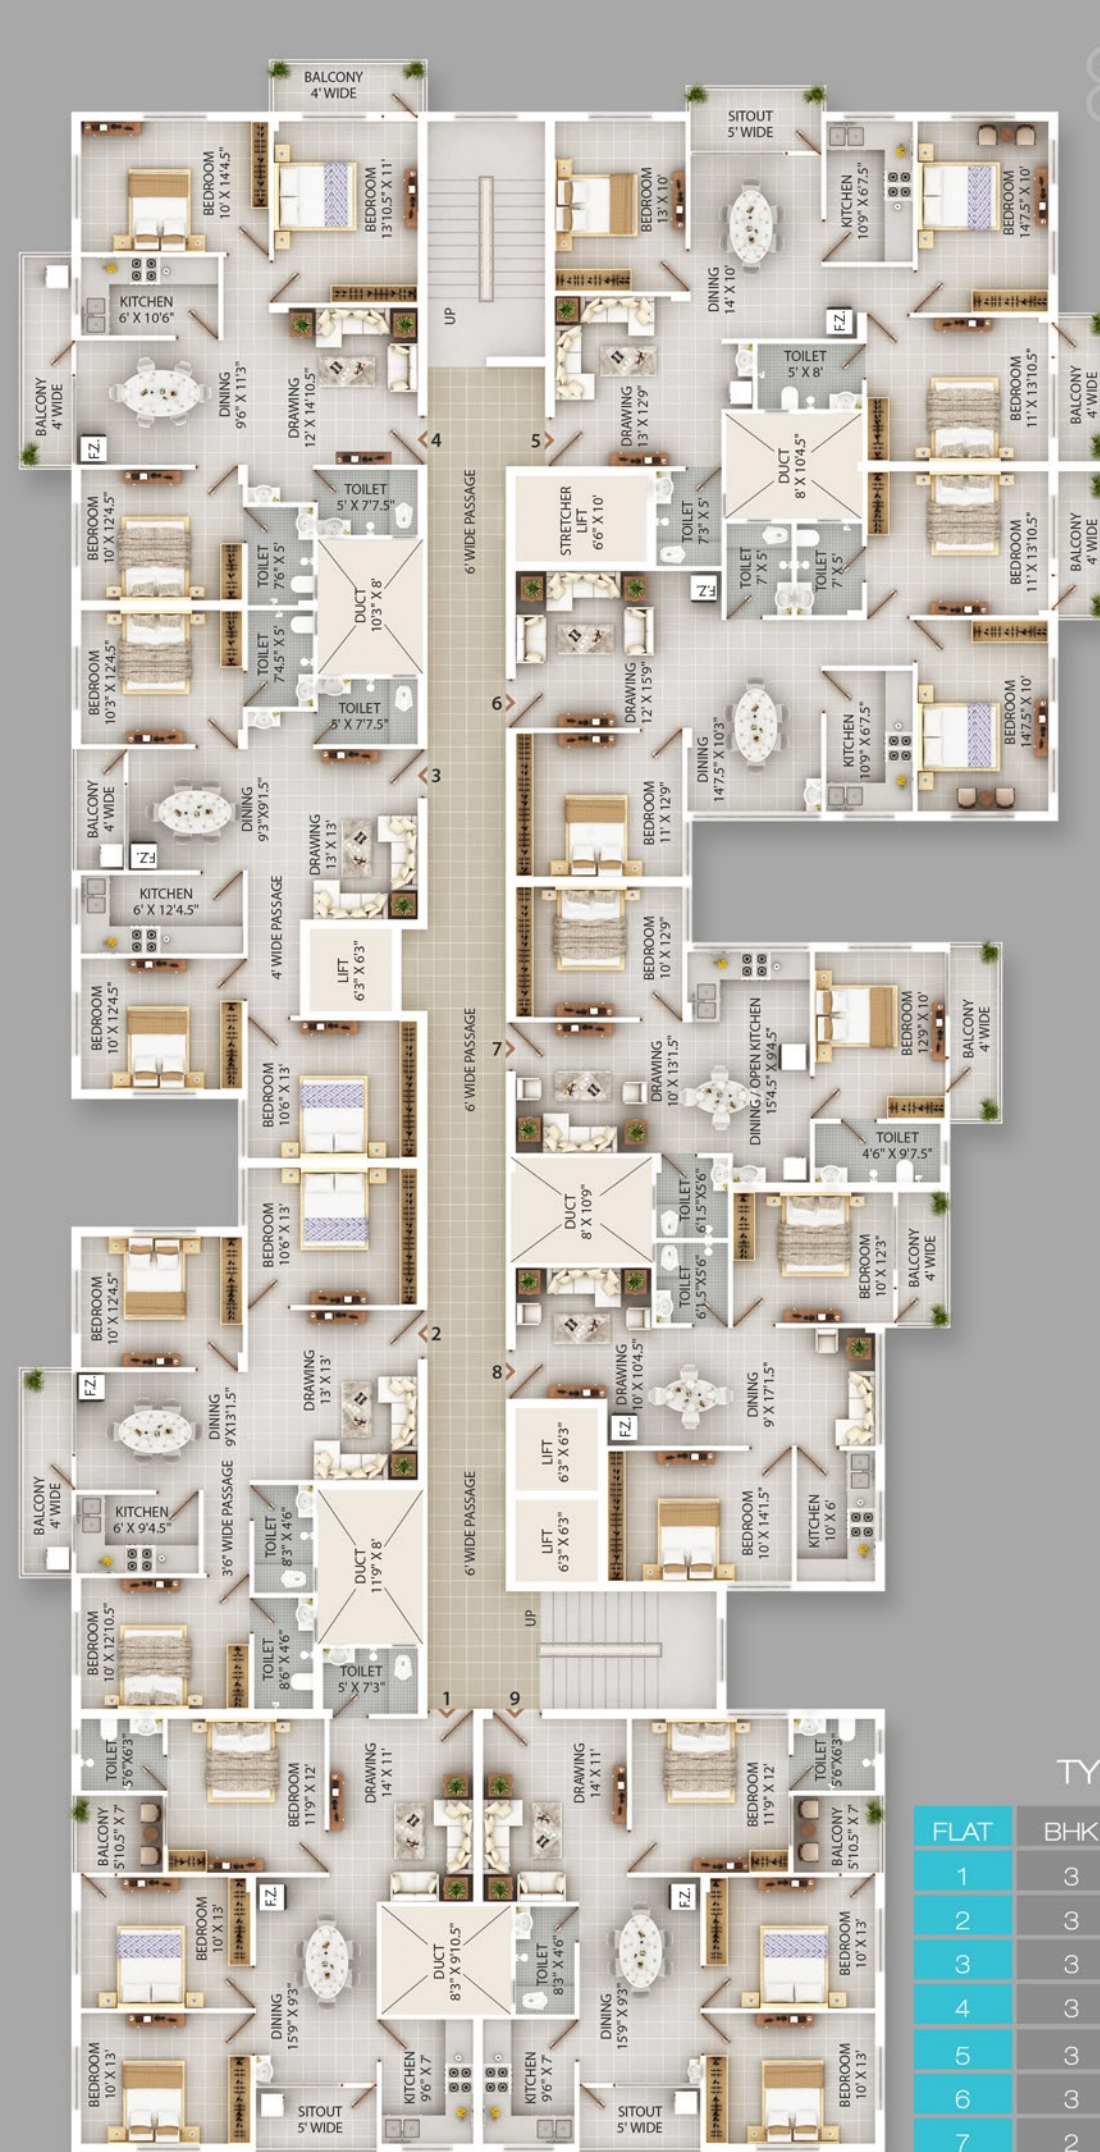 BALCONY
4' WIDE
SITOUT
5' WIDE
BEDROOM
10' X 14'4.5"
BEDROOM
13'10.5" X 11'
BEDROOM
13' X 10'
KITCHEN
10'9" X 6'7.5"
BEDROOM
14'7.5" X 10'
KITCHEN
6' X 10'6"
DINING
14' X 10'
UP
F.Z.
BALCONY
4' WIDE
DINING
9'6" X 11'3"
DRAWING
12' X 14'10.5"
DRAWING
13' X 12'9"
TOILET
5' X 8'
BEDROOM
11' X 13'10.5"
BALCONY
4' WIDE
F.Z.
4
5
DUCT
8' X 10'4.5"
TOILET
5' X 7'7.5"
6' WIDE PASSAGE
STRETCHER
LIFT
6'6" X 10'
TOILET
7'3" X 5'
BEDROOM
10' X 12'4.5"
TOILET
7'6" X 5'
DUCT
10'3" X 8'
TOILET
7' X 5'
TOILET
7' X 5'
BEDROOM
11' X 13'10.5"
BALCONY
4' WIDE
F.Z.
BEDROOM
10'3" X 12'4.5"
TOILET
7'4.5" X 5'
TOILET
5' X 7'7.5"
6
DRAWING
12' X 15'9"
DINING
14'7.5" X 10'3"
KITCHEN
10'9" X 6'7.5"
BEDROOM
14'7.5" X 10'
3
BALCONY
4' WIDE
DINING
9'3"X9'1.5"
F.Z.
DRAWING
13' X 13'
BEDROOM
11' X 12'9"
KITCHEN
6' X 12'4.5"
4' WIDE PASSAGE
LIFT
6'3" X 6'3"
BEDROOM
10' X 12'9"
BEDROOM
10' X 12'4.5"
6' WIDE PASSAGE
7
DRAWING
10' X 13'1.5"
DINING / OPEN KITCHEN
15'4.5" X 9'4.5"
BEDROOM
12'9" X 10'
BALCONY
4' WIDE
BEDROOM
10'6" X 13'
TOILET
4'6" X 9'7.5"
BEDROOM
10'6" X 13'
DUCT
8' X 10'9"
TOILET
6'1.5"X5'6"
TOILET
6'1.5"X5'6"
BEDROOM
10' X 12'3"
BALCONY
4' WIDE
BEDROOM
10' X 12'4.5"
2
8
F.Z.
DRAWING
13' X 13'
DRAWING
10' X 10'4.5"
DINING
9' X 17'1.5"
DINING
9'X13'1.5"
F.Z.
LIFT
6'3" X 6'3"
BALCONY
4' WIDE
KITCHEN
6' X 9'4.5"
3'6" WIDE PASSAGE
TOILET
8'3" X 4'6"
DUCT
11'9" X 8'
6' WIDE PASSAGE
LIFT
6'3" X 6'3"
BEDROOM
10' X 14'1.5"
KITCHEN
10' X 6'
BEDROOM
10' X 12'10.5"
TOILET
8'6" X 4'6"
TOILET
5' X 7'3"
UP
1
9
TOILET
5'6"X6'3"
BEDROOM
11'9" X 12'
DRAWING
14' X 11'
DRAWING
14' X 11'
BEDROOM
11'9" X 12'
TOILET
5'6"X6'3"
BALCONY
5'10.5" X 7'
BALCONY
5'10.5" X 7'
BEDROOM
10' X 13'
F.Z.
DUCT
8'3" X 9'10.5"
TOILET
8'3" X 4'6"
F.Z.
BEDROOM
10' X 13'
DINING
15'9" X 9'3"
DINING
15'9" X 9'3"
BEDROOM
10' X 13'
KITCHEN
9'6" X 7'
KITCHEN
9'6" X 7'
BEDROOM
10' X 13'
SITOUT
5' WIDE
SITOUT
5' WIDE
TY
FLAT BHK
1 3
2 3
3 3
4 3
5 3
6 3
7 2